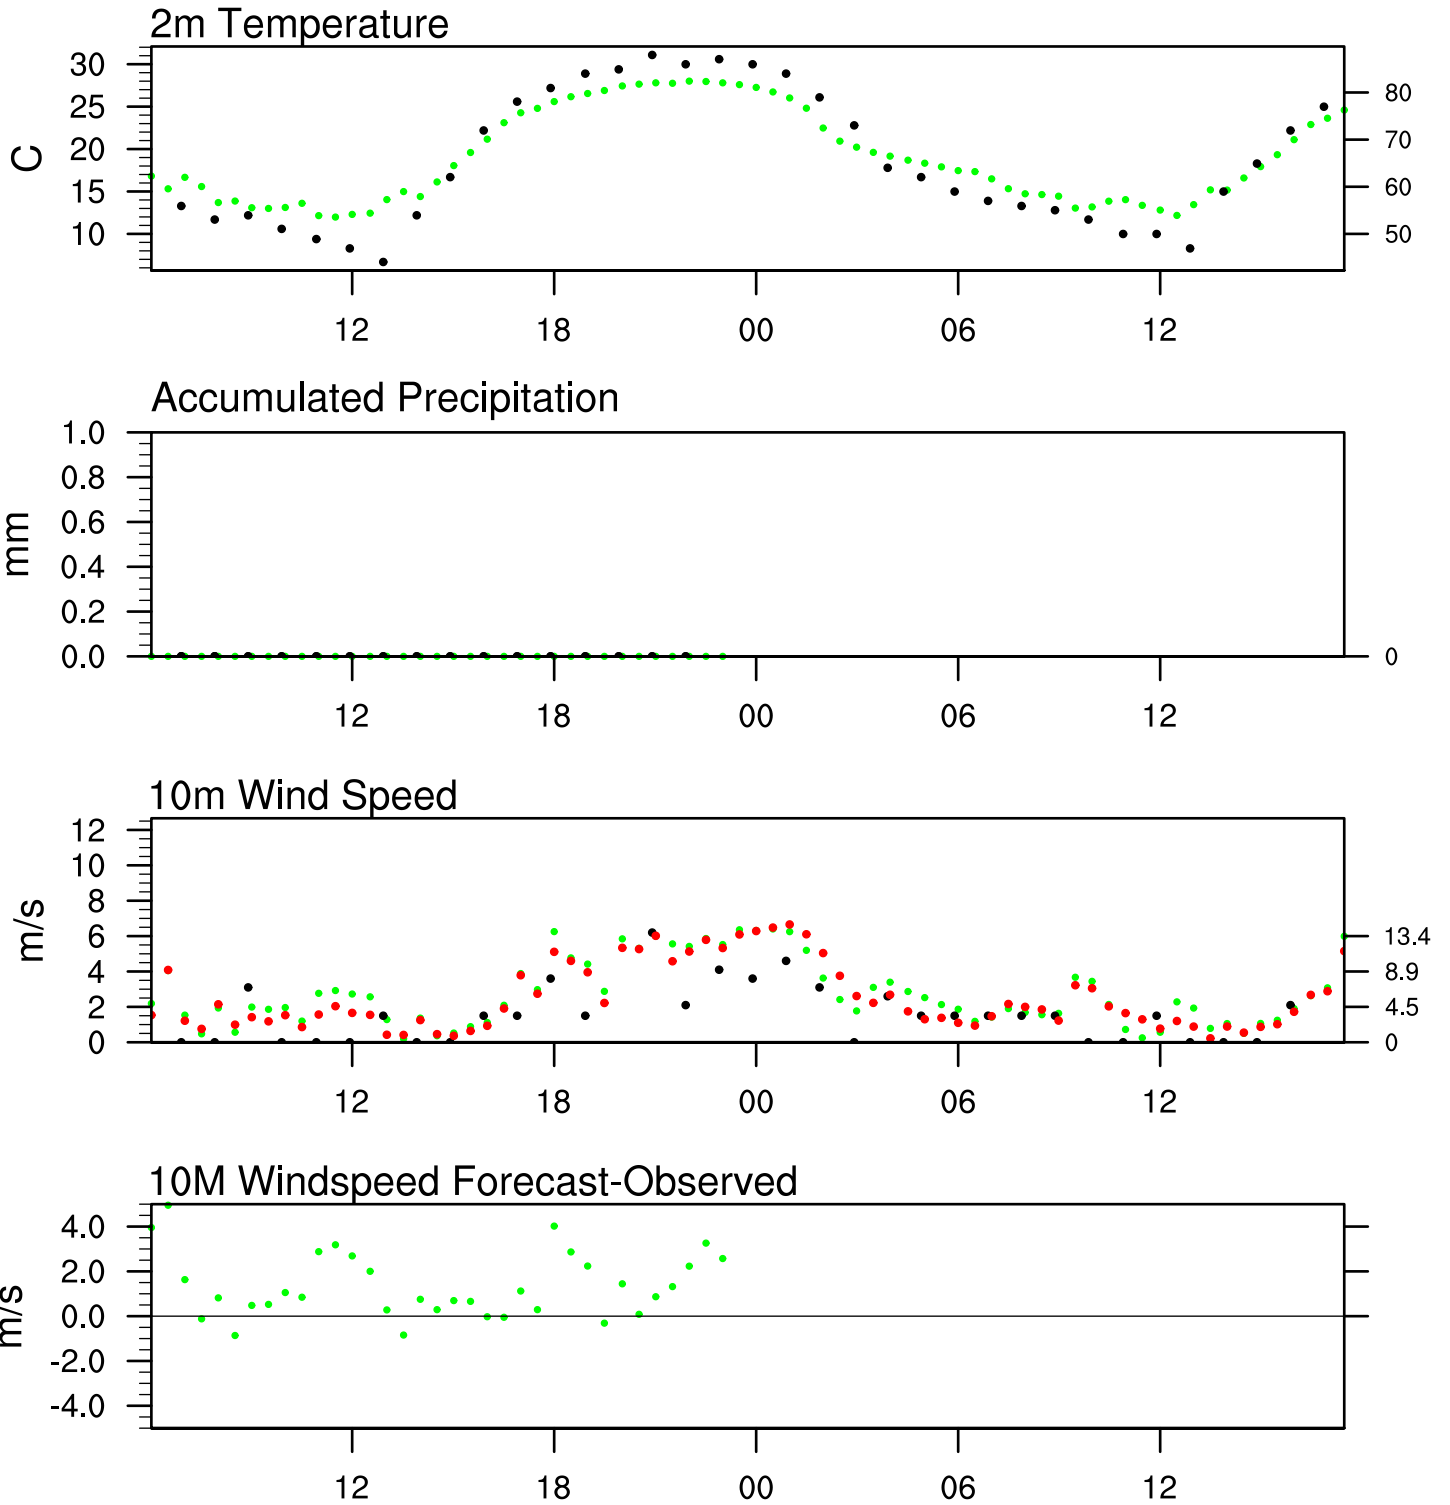 2m Temperature
30
25
20
15
10
C
80
70
60
50
12 18 00 06 12
Accumulated Precipitation
1.0
0.8
0.6
0.4
0.2
0.0
mm
0
12 18 00 06 12
10m Wind Speed
12
10
8
6
4
2
0
m/s
13.4
8.9
4.5
0
12 18 00 06 12
10M Windspeed Forecast-Observed
4.0
2.0
0.0
-2.0
-4.0
m/s
12 18 00 06 12